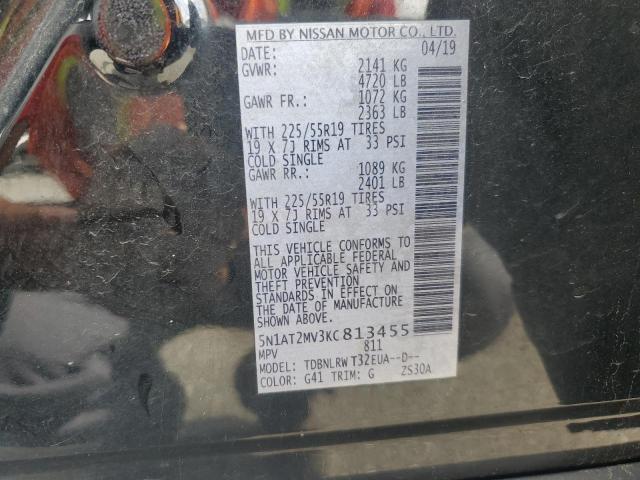 MFD BY NISSAN MOTOR CO., LTD.
DATE: 04/19
GVWR: 2141 KG
4720 LB
GAWR FR.: 1072 KG
2363 LB
WITH 225/55R19 TIRES
19 X 7J RIMS AT 33 PSI
COLD SINGLE
GAWR RR.: 1089 KG
2401 LB
WITH 225/55R19 TIRES
19 X 7J RIMS AT 33 PSI
COLD SINGLE
THIS VEHICLE CONFORMS TO
ALL APPLICABLE FEDERAL
MOTOR VEHICLE SAFETY AND
THEFT PREVENTION
STANDARDS IN EFFECT ON
THE DATE OF MANUFACTURE
SHOWN ABOVE.
5N1AT2MV3KC813455
MPV 811
MODEL: TDBNLRW T32EUA--D--
COLOR: G41 TRIM: G ZS30A